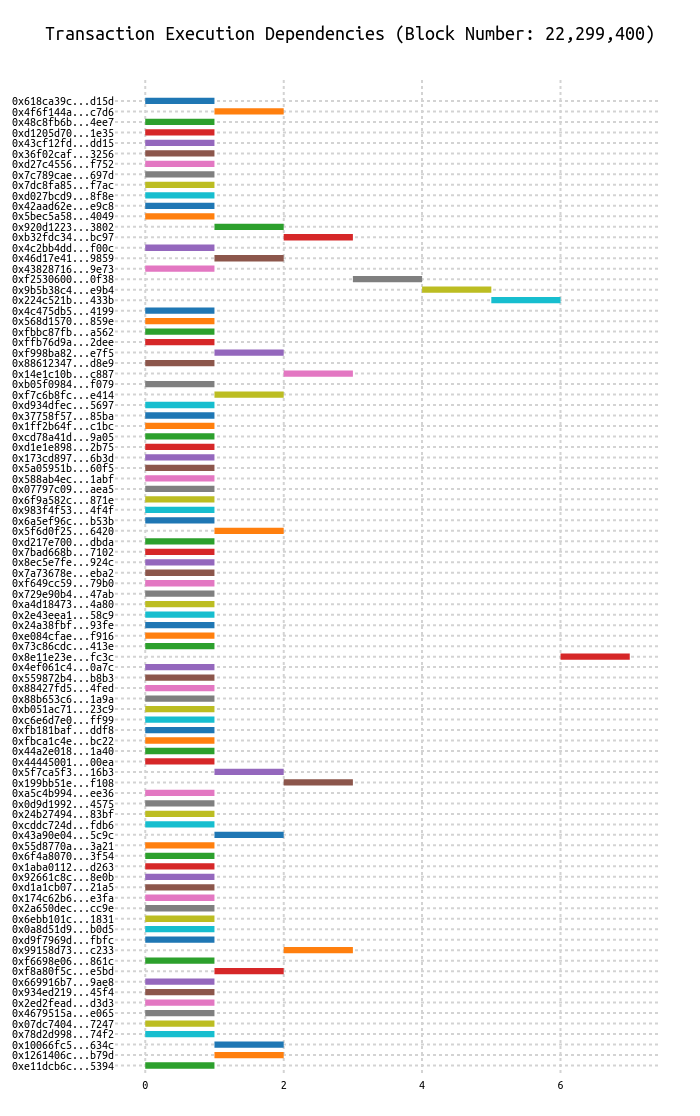 Transaction Execution Dependencies (Block Number: 22,299,400)
0x618ca39c...d15d
0x4f6f144a...c7d6
0x48c8fb6b...4ee7
0xd1205d70...1e35
0x43cf12fd...dd15
0x36f02caf...3256
0xd27c4556...f752
0x7c789cae...697d
0x7dc8fa85...f7ac
0xd027bcd9...8f8e
0x42aad62e...e9c8
0x5bec5a58...4049
0x920d1223...3802
0xb32fdc34...bc97
0x4c2bb4dd...f00c
0x46d17e41...9859
0x43828716...9e73
0xf2530600...0f38
0x9b5b38c4...e9b4
0x224c521b...433b
0x4c475db5...4199
0x568d1570...859e
0xfbbc87fb...a562
0xffb76d9a...2dee
0xf998ba82...e7f5
0x88612347...d8e9
0x14e1c10b...c887
0xb05f0984...f079
0xf7c6b8fc...e414
0xd934dfec...5697
0x37758f57...85ba
0x1ff2b64f...c1bc
0xcd78a41d...9a05
0xd1e1e898...2b75
0x173cd897...6b3d
0x5a05951b...60f5
0x588ab4ec...1abf
0x07797c09...aea5
0x6f9a582c...871e
0x983f4f53...4f4f
0x6a5ef96c...b53b
0x5f6d0f25...6420
0xd217e700...dbda
0x7bad668b...7102
0x8ec5e7fe...924c
0x7a73678e...eba2
0xf649cc59...79b0
0x729e90b4...47ab
0xa4d18473...4a80
0x2e43eea1...58c9
0x24a38fbf...93fe
0xe084cfae...f916
0x73c86cdc...413e
0x8e11e23e...fc3c
0x4ef061c4...0a7c
0x559872b4...b8b3
0x88427fd5...4fed
0x88b653c6...1a9a
0xb051ac71...23c9
0xc6e6d7e0...ff99
0xfb181baf...ddf8
0xfbca1c4e...bc22
0x44a2e018...1a40
0x44445001...00ea
0x5f7ca5f3...16b3
0x199bb51e...f108
0xa5c4b994...ee36
0x0d9d1992...4575
0x24b27494...83bf
0xcddc724d...fdb6
0x43a90e04...5c9c
0x55d8770a...3a21
0x6f4a8070...3f54
0x1aba0112...d263
0x92661c8c...8e0b
0xd1a1cb07...21a5
0x174c62b6...e3fa
0x2a650dec...cc9e
0x6ebb101c...1831
0x0a8d51d9...b0d5
0xd9f7969d...fbfc
0x99158d73...c233
0xf6698e06...861c
0xf8a80f5c...e5bd
0x669916b7...9ae8
0x934ed219...45f4
0x2ed2fead...d3d3
0x4679515a...e065
0x07dc7404...7247
0x78d2d998...74f2
0x10066fc5...634c
0x1261406c...b79d
0xe11dcb6c...5394
0 2 4 6